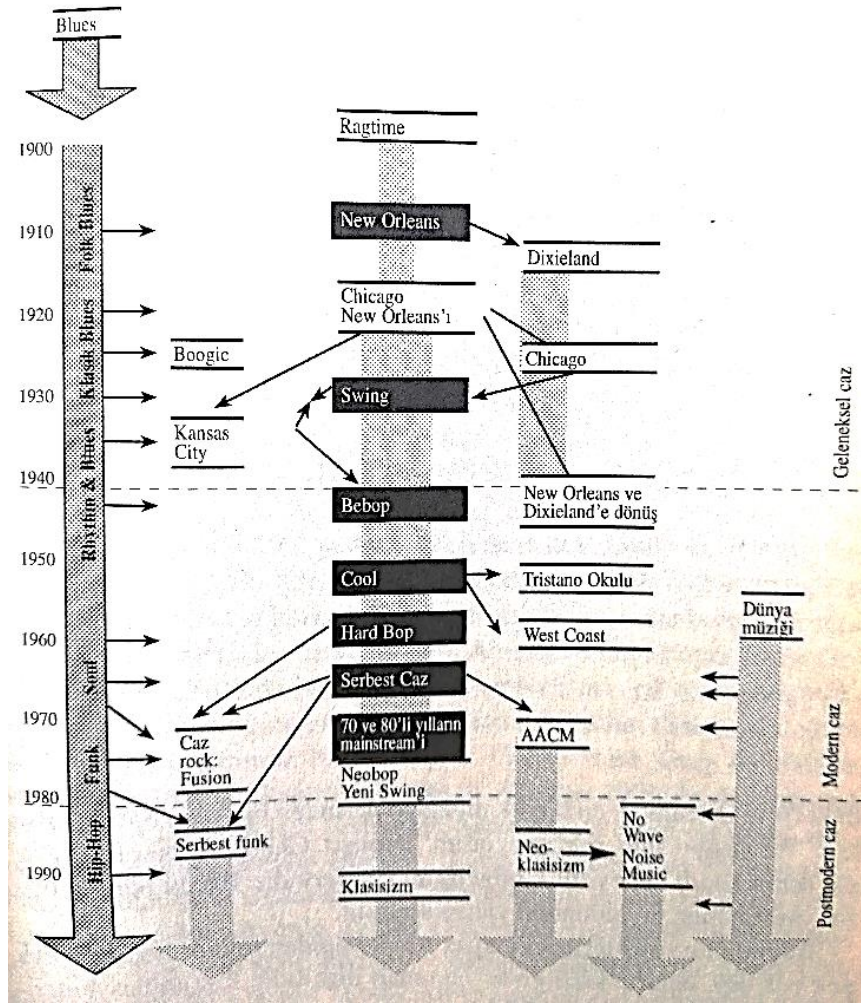 Blues
Ragtime
1900
New Orleans
1910
Folk Blues
Dixieland
Chicago
New Orleans'ı
1920
Klasik Blues
Boogic
Chicago
1930
Swing
Kansas
City
Geleneksel caz
1940
Rhythm & Blues
Bebop
New Orleans ve
Dixieland'e dönüş
1950
Cool
Tristano Okulu
Dünya
müziği
1960
Hard Bop
West Coast
Soul
Serbest Caz
1970
70 ve 80'li yılların
mainstream'i
AACM
Modern caz
Caz
rock:
Fusion
Funk
Neobop
Yeni Swing
1980
Hip-Hop
Serbest funk
Neo-
klasisizm
No
Wave
Noise
Music
Postmodern caz
1990
Klasisizm